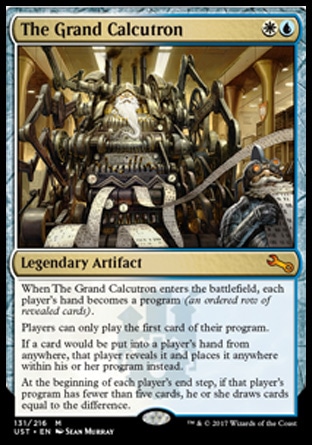 The Grand Calcutron
Legendary Artifact
When The Grand Calcutron enters the battlefield, each
player's hand becomes a program (an ordered row of
revealed cards).
Players can only play the first card of their program.
If a card would be put into a player's hand from
anywhere, that player reveals it and places it anywhere
within his or her program instead.
At the beginning of each player's end step, if that player's
program has fewer than five cards, he or she draws cards
equal to the difference.
131/216 M
UST • EN SEAN MURRAY
™ & © 2017 Wizards of the Coast